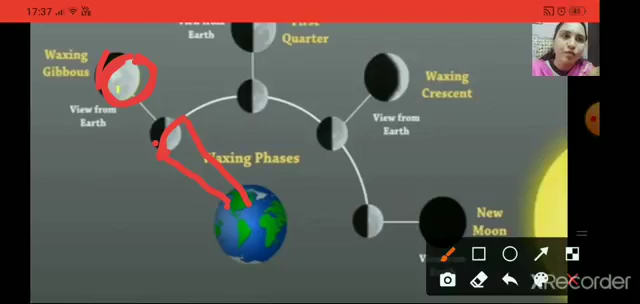 17:37
View from
Earth
First
Quarter
Waxing
Gibbous
View from
Earth
Waxing
Crescent
View from
Earth
Waxing Phases
New
Moon